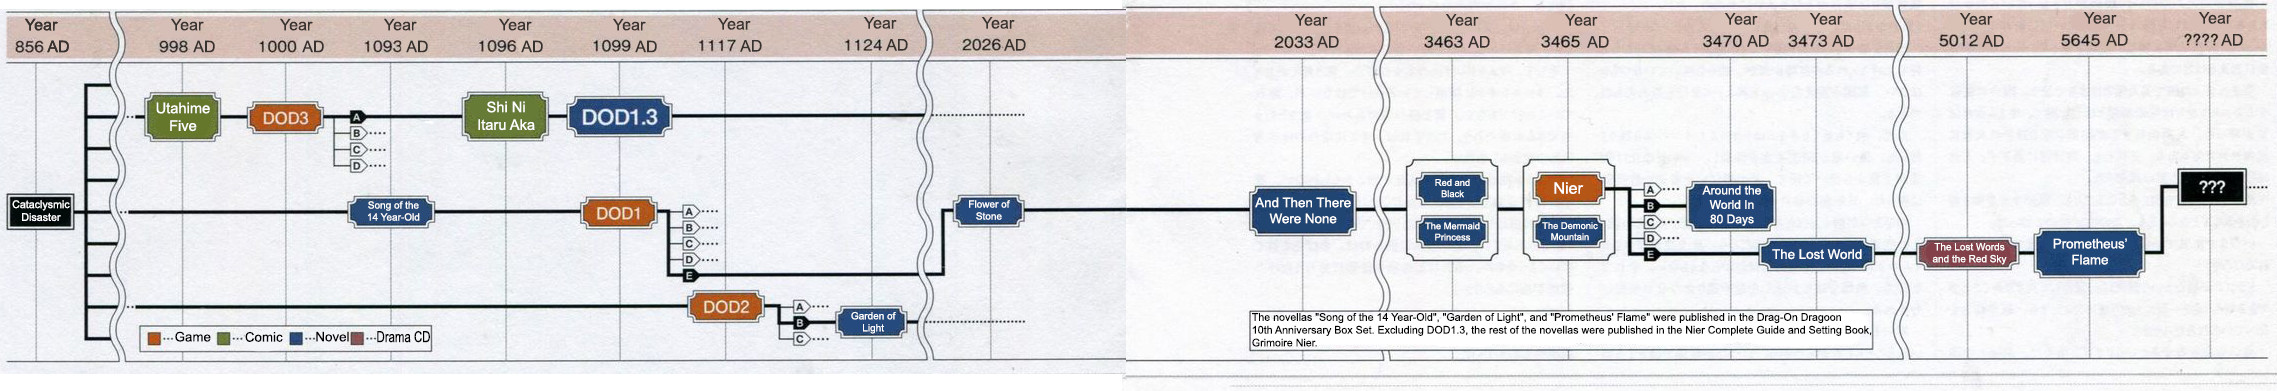 Year
856 AD
Year
998 AD
Year
1000 AD
Year
1093 AD
Year
1096 AD
Year
1099 AD
Year
1117 AD
Year
1124 AD
Year
2026 AD
Year
2033 AD
Year
3463 AD
Year
3465 AD
Year
3470 AD
Year
3473 AD
Year
5012 AD
Year
5645 AD
Year
???? AD
Cataclysmic
Disaster
Utahime
Five
DOD3
A
B
C
D
Shi Ni
Itaru Aka
DOD1.3
Song of the
14 Year-Old
DOD1
A
B
C
D
E
DOD2
A
B
C
Garden of
Light
Flower of
Stone
And Then There
Were None
Red and
Black
The Mermaid
Princess
Nier
The Demonic
Mountain
A
B
C
D
E
Around the
World In
80 Days
The Lost World
The Lost Words
and the Red Sky
Prometheus'
Flame
???
Game
Comic
Novel
Drama CD
The novellas "Song of the 14 Year-Old", "Garden of Light", and "Prometheus' Flame" were published in the Drag-On Dragoon
10th Anniversary Box Set. Excluding DOD1.3, the rest of the novellas were published in the Nier Complete Guide and Setting Book,
Grimoire Nier.